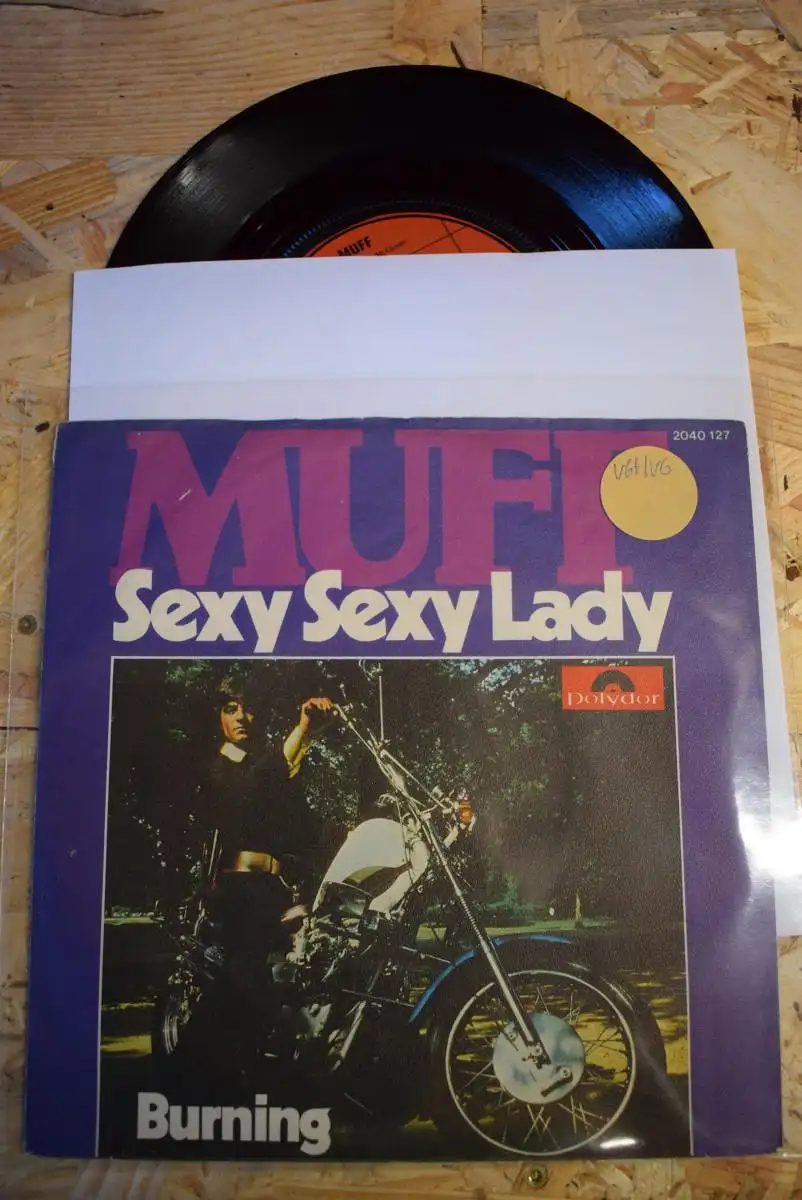 MUFF
MUFF
2040 127
VG+/VG
Sexy Sexy Lady
Polydor
Burning